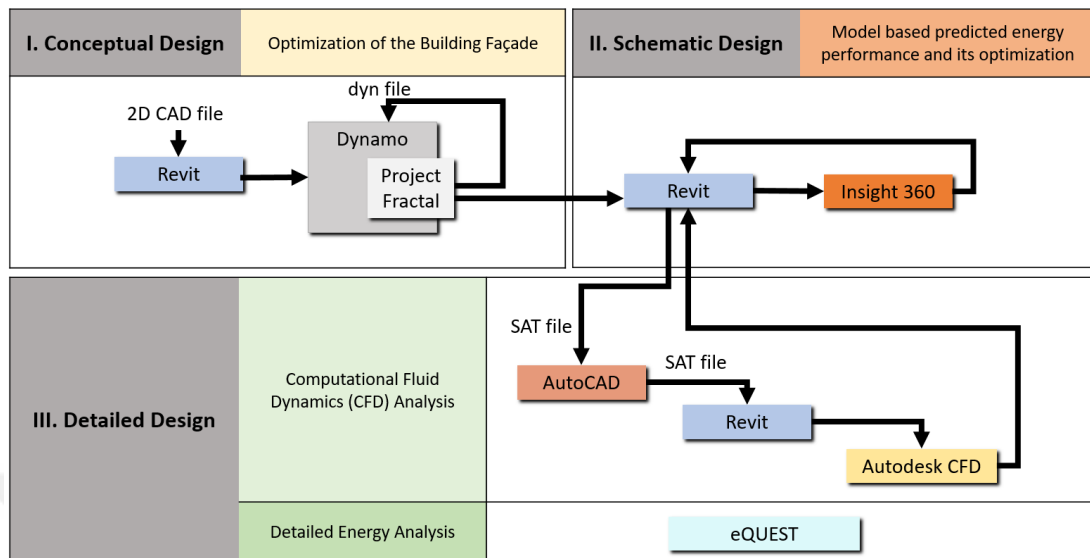 I. Conceptual Design
Optimization of the Building Façade
II. Schematic Design
Model based predicted energy
performance and its optimization
dyn file
2D CAD file
Dynamo
Revit
Project
Fractal
Revit
Insight 360
III. Detailed Design
Computational Fluid
Dynamics (CFD) Analysis
SAT file
SAT file
AutoCAD
Revit
Autodesk CFD
Detailed Energy Analysis
eQUEST